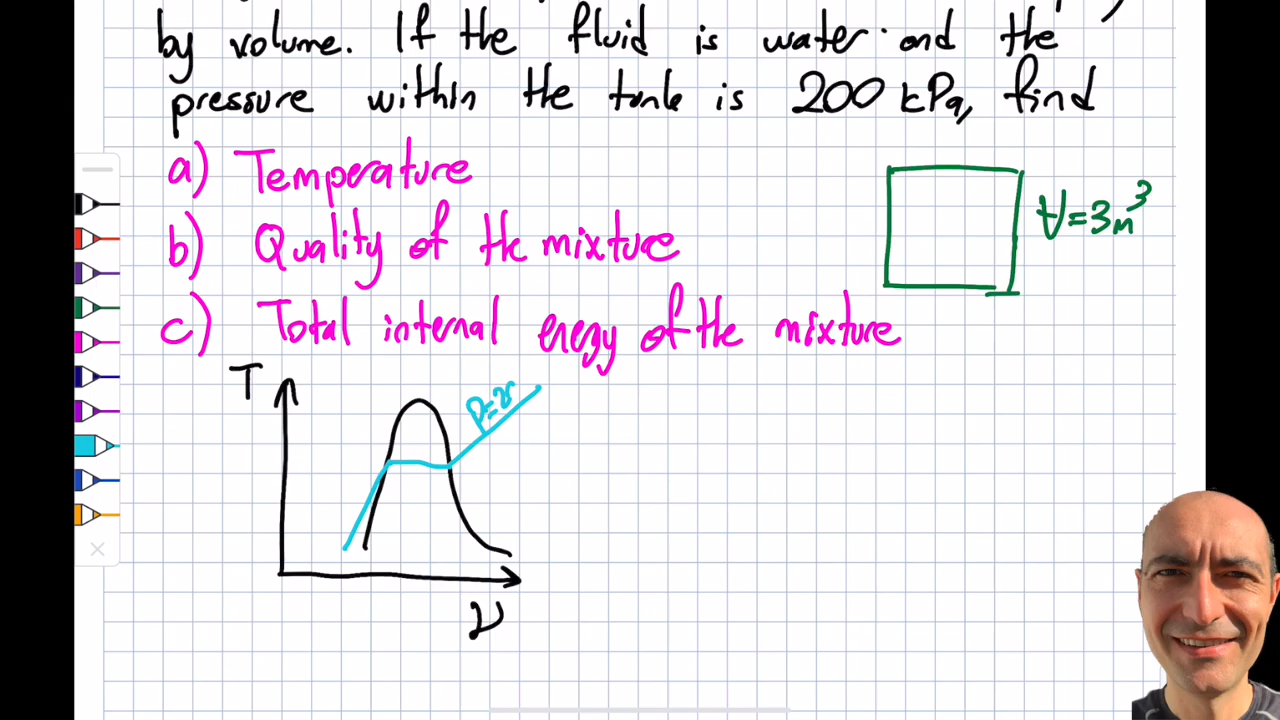 by volume. If the fluid is water and the
pressure within the tank is 200 kPa, find
a) Temperature
b) Quality of the mixture
V=3m³
c) Total internal energy of the mixture
T
P=2
ν